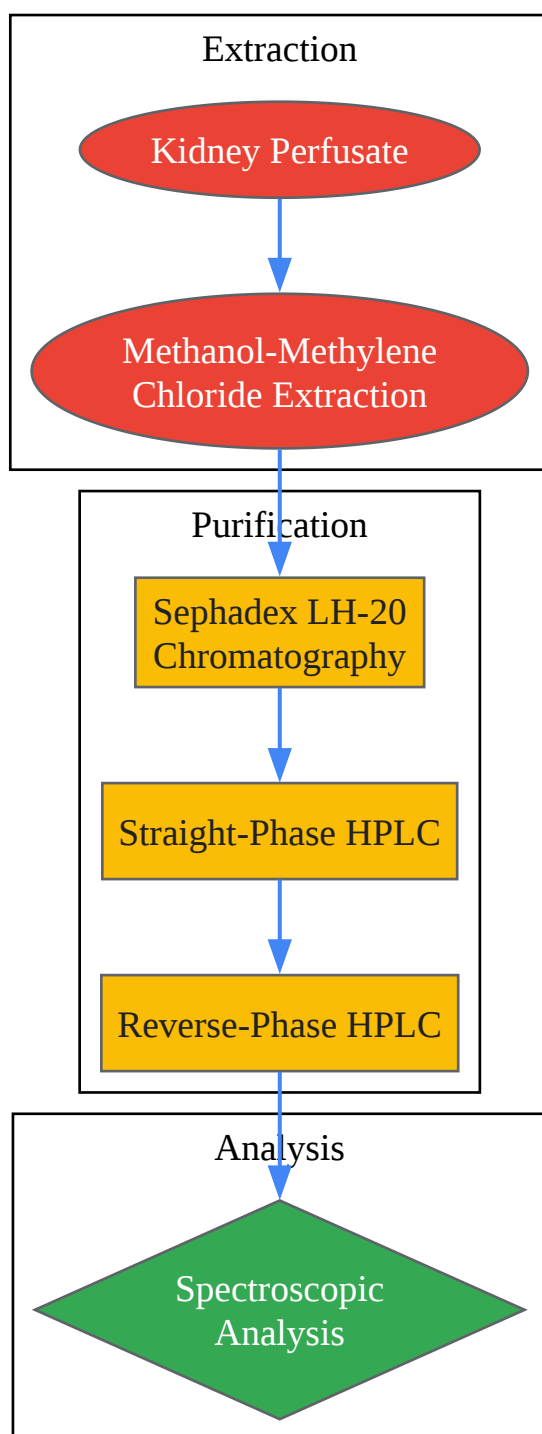 Extraction
Kidney Perfusate
Methanol-Methylene
Chloride Extraction
Purification
Sephadex LH-20
Chromatography
Straight-Phase HPLC
Reverse-Phase HPLC
Analysis
Spectroscopic
Analysis